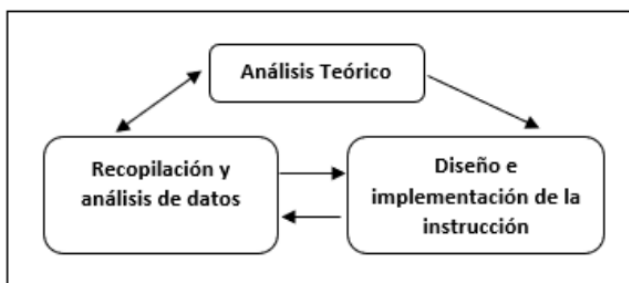 Análisis Teórico
Recopilación y
análisis de datos
Diseño e
implementación de la
instrucción